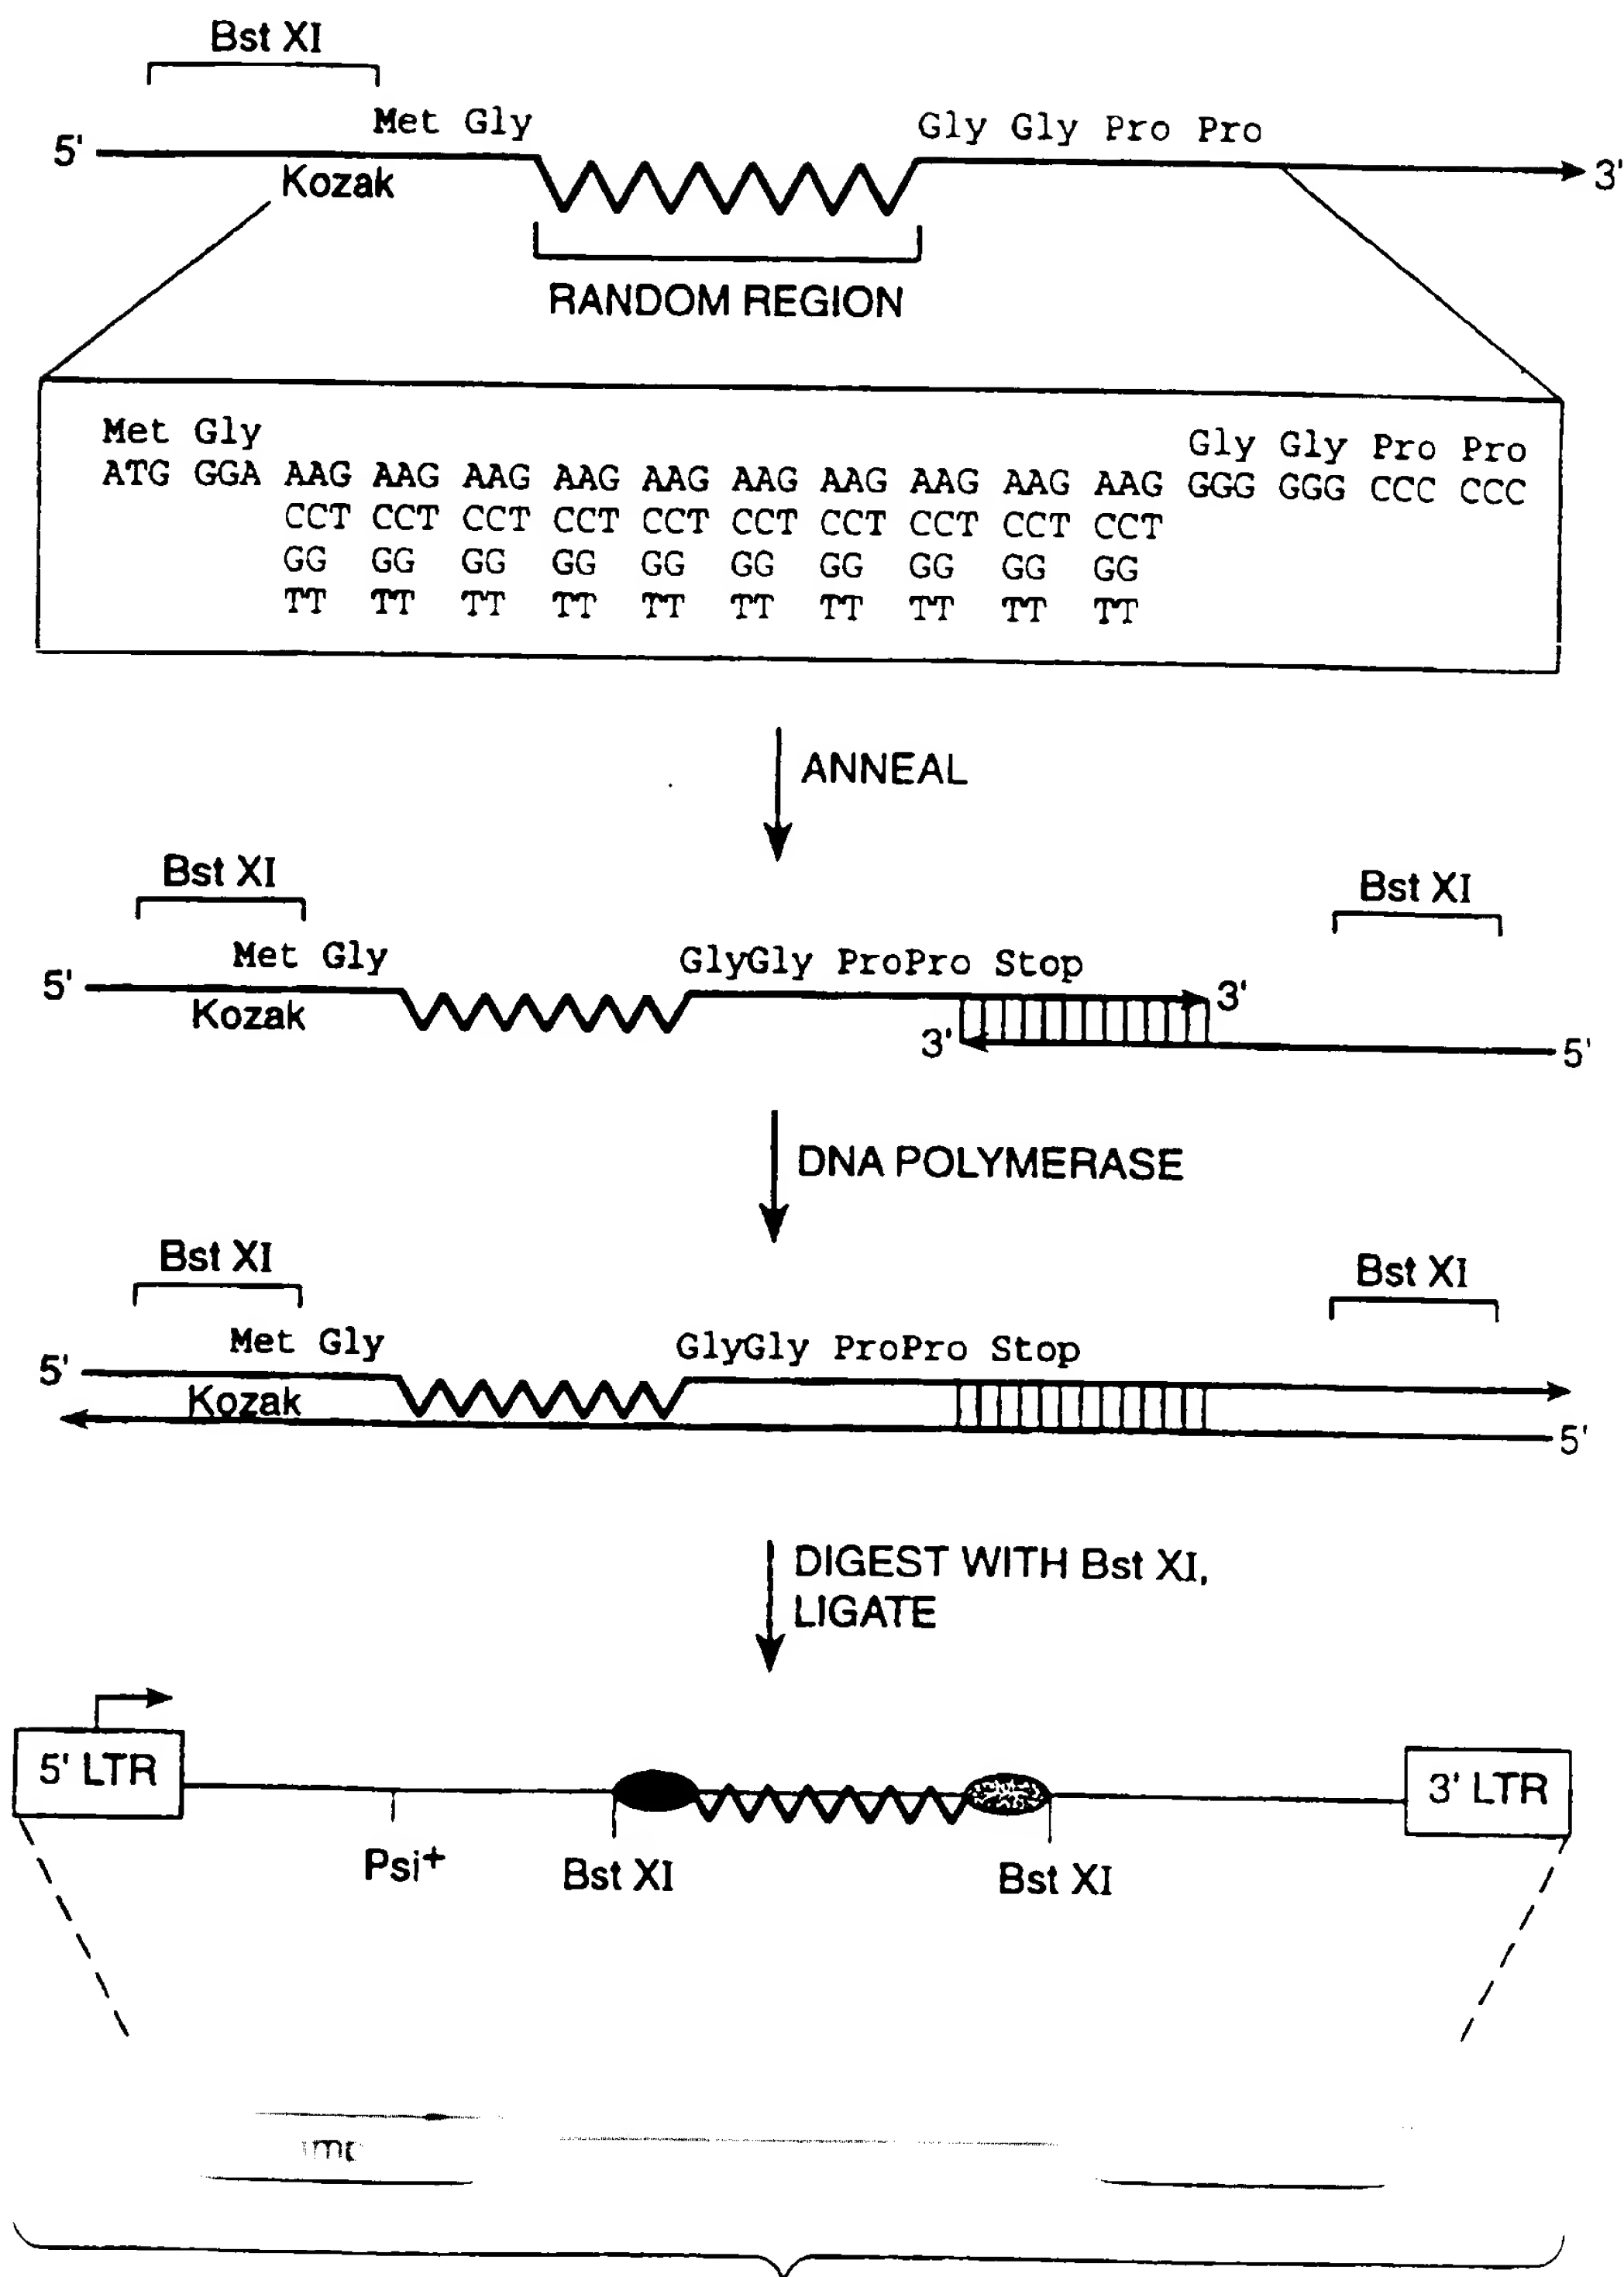 Bst XI
Met Gly
Gly Gly Pro Pro
5'
3'
Kozak
RANDOM REGION
Met Gly
Gly Gly Pro Pro
ATG GGA AAG AAG AAG AAG AAG AAG AAG AAG AAG AAG GGG GGG CCC CCC
CCT CCT CCT CCT CCT CCT CCT CCT CCT CCT
GG GG GG GG GG GG GG GG GG GG
TT TT TT TT TT TT TT TT TT TT
ANNEAL
Bst XI
Bst XI
Met Gly
GlyGly ProPro Stop
5'
3'
Kozak
3'
5'
DNA POLYMERASE
Bst XI
Bst XI
Met Gly
GlyGly ProPro Stop
5'
Kozak
5'
DIGEST WITH Bst XI,
LIGATE
5' LTR
3' LTR
Psi+
Bst XI
Bst XI